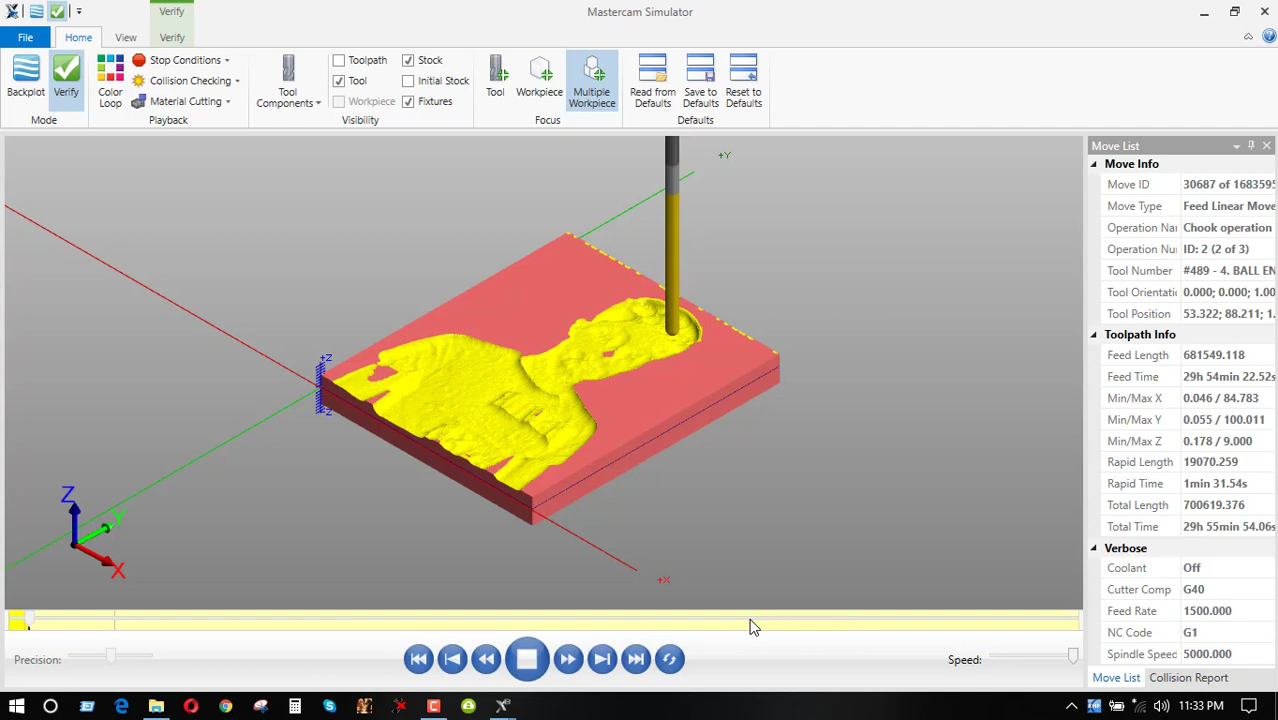 Verify
Mastercam Simulator
File
Home
View
Verify
Backplot
Verify
Mode
Color
Loop
Stop Conditions
Collision Checking
Material Cutting
Playback
Tool
Components
Toolpath
Tool
Workpiece
Stock
Initial Stock
Fixtures
Visibility
Tool
Workpiece
Multiple
Workpiece
Focus
Read from
Defaults
Save to
Defaults
Reset to
Defaults
Defaults
+Y
+Z
-Z
+X
Z
Y
X
Move List
Move Info
Move ID 30687 of 1683595
Move Type Feed Linear Move
Operation Na Chook operation
Operation Nu ID: 2 (2 of 3)
Tool Number #489 - 4. BALL EN
Tool Orientatio 0.000; 0.000; 1.00
Tool Position 53.322; 88.211; 1.
Toolpath Info
Feed Length 681549.118
Feed Time 29h 54min 22.52s
Min/Max X 0.046 / 84.783
Min/Max Y 0.055 / 100.011
Min/Max Z 0.178 / 9.000
Rapid Length 19070.259
Rapid Time 1min 31.54s
Total Length 700619.376
Total Time 29h 55min 54.06s
Verbose
Coolant Off
Cutter Comp G40
Feed Rate 1500.000
NC Code G1
Spindle Speed 5000.000
Move List Collision Report
Precision:
Speed:
11:33 PM